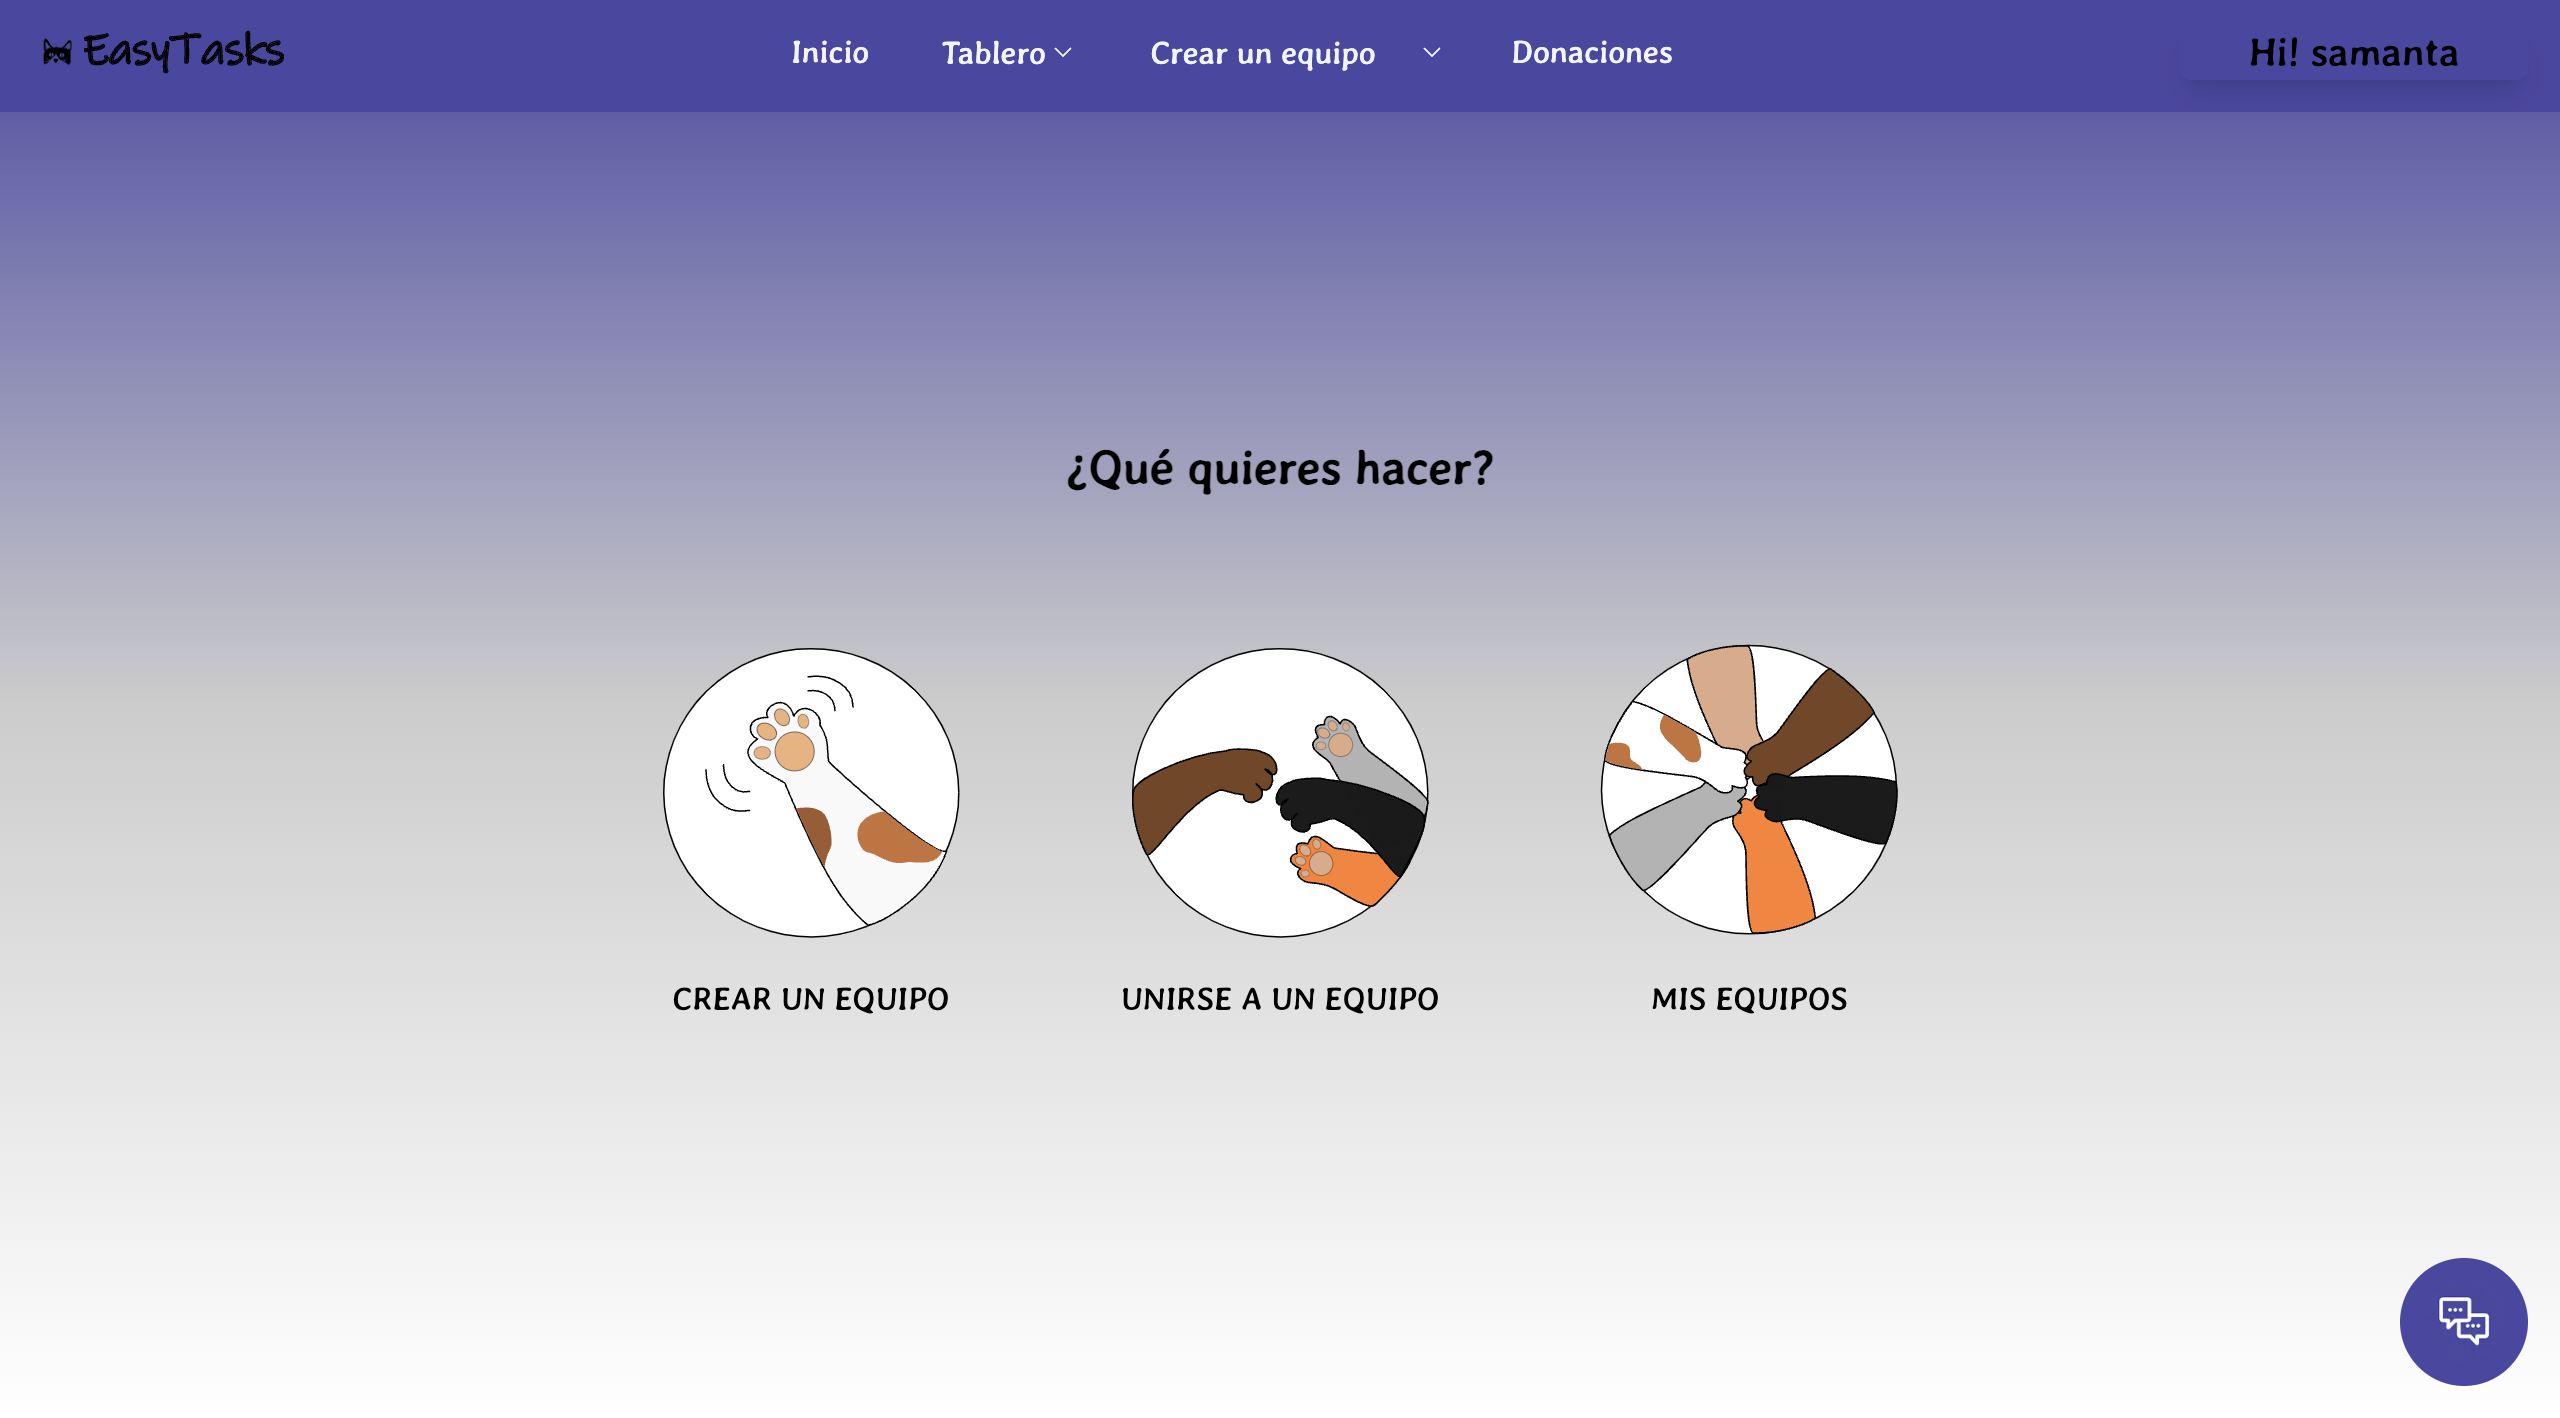 EasyTasks
Inicio
Tablero
Crear un equipo
Donaciones
Hi! samanta
¿Qué quieres hacer?
CREAR UN EQUIPO
UNIRSE A UN EQUIPO
MIS EQUIPOS